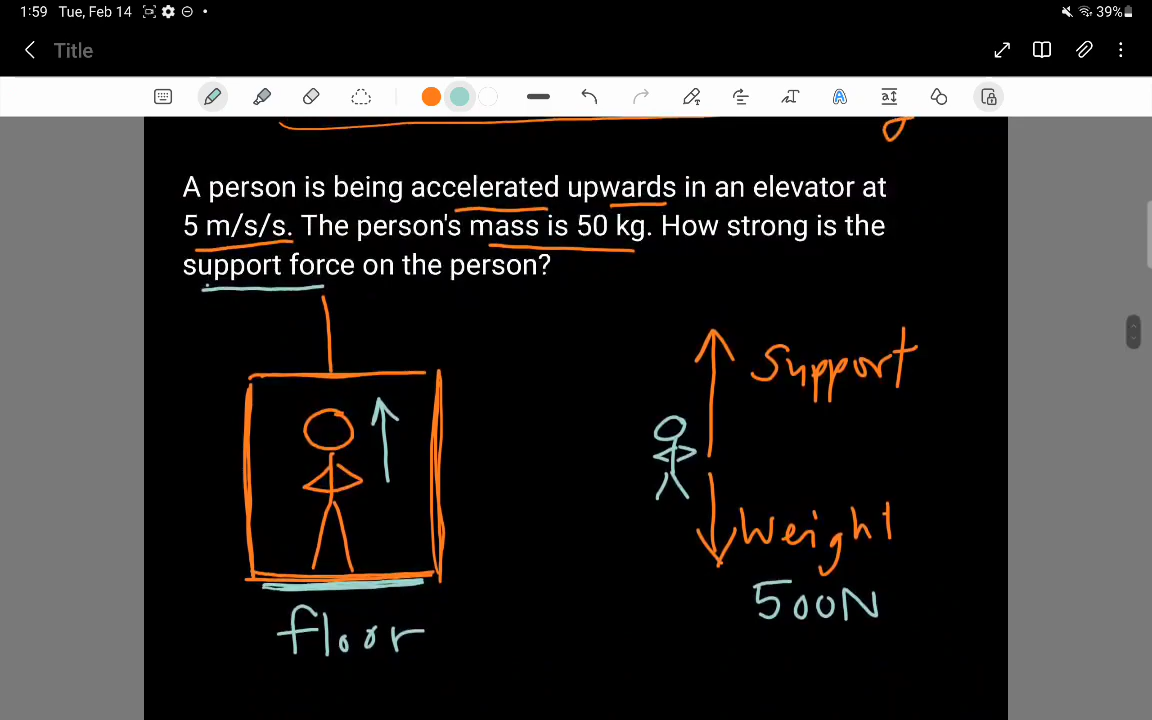 1:59 Tue, Feb 14
39%
Title
A person is being accelerated upwards in an elevator at
5 m/s/s. The person's mass is 50 kg. How strong is the
support force on the person?
Support
Weight
500N
floor